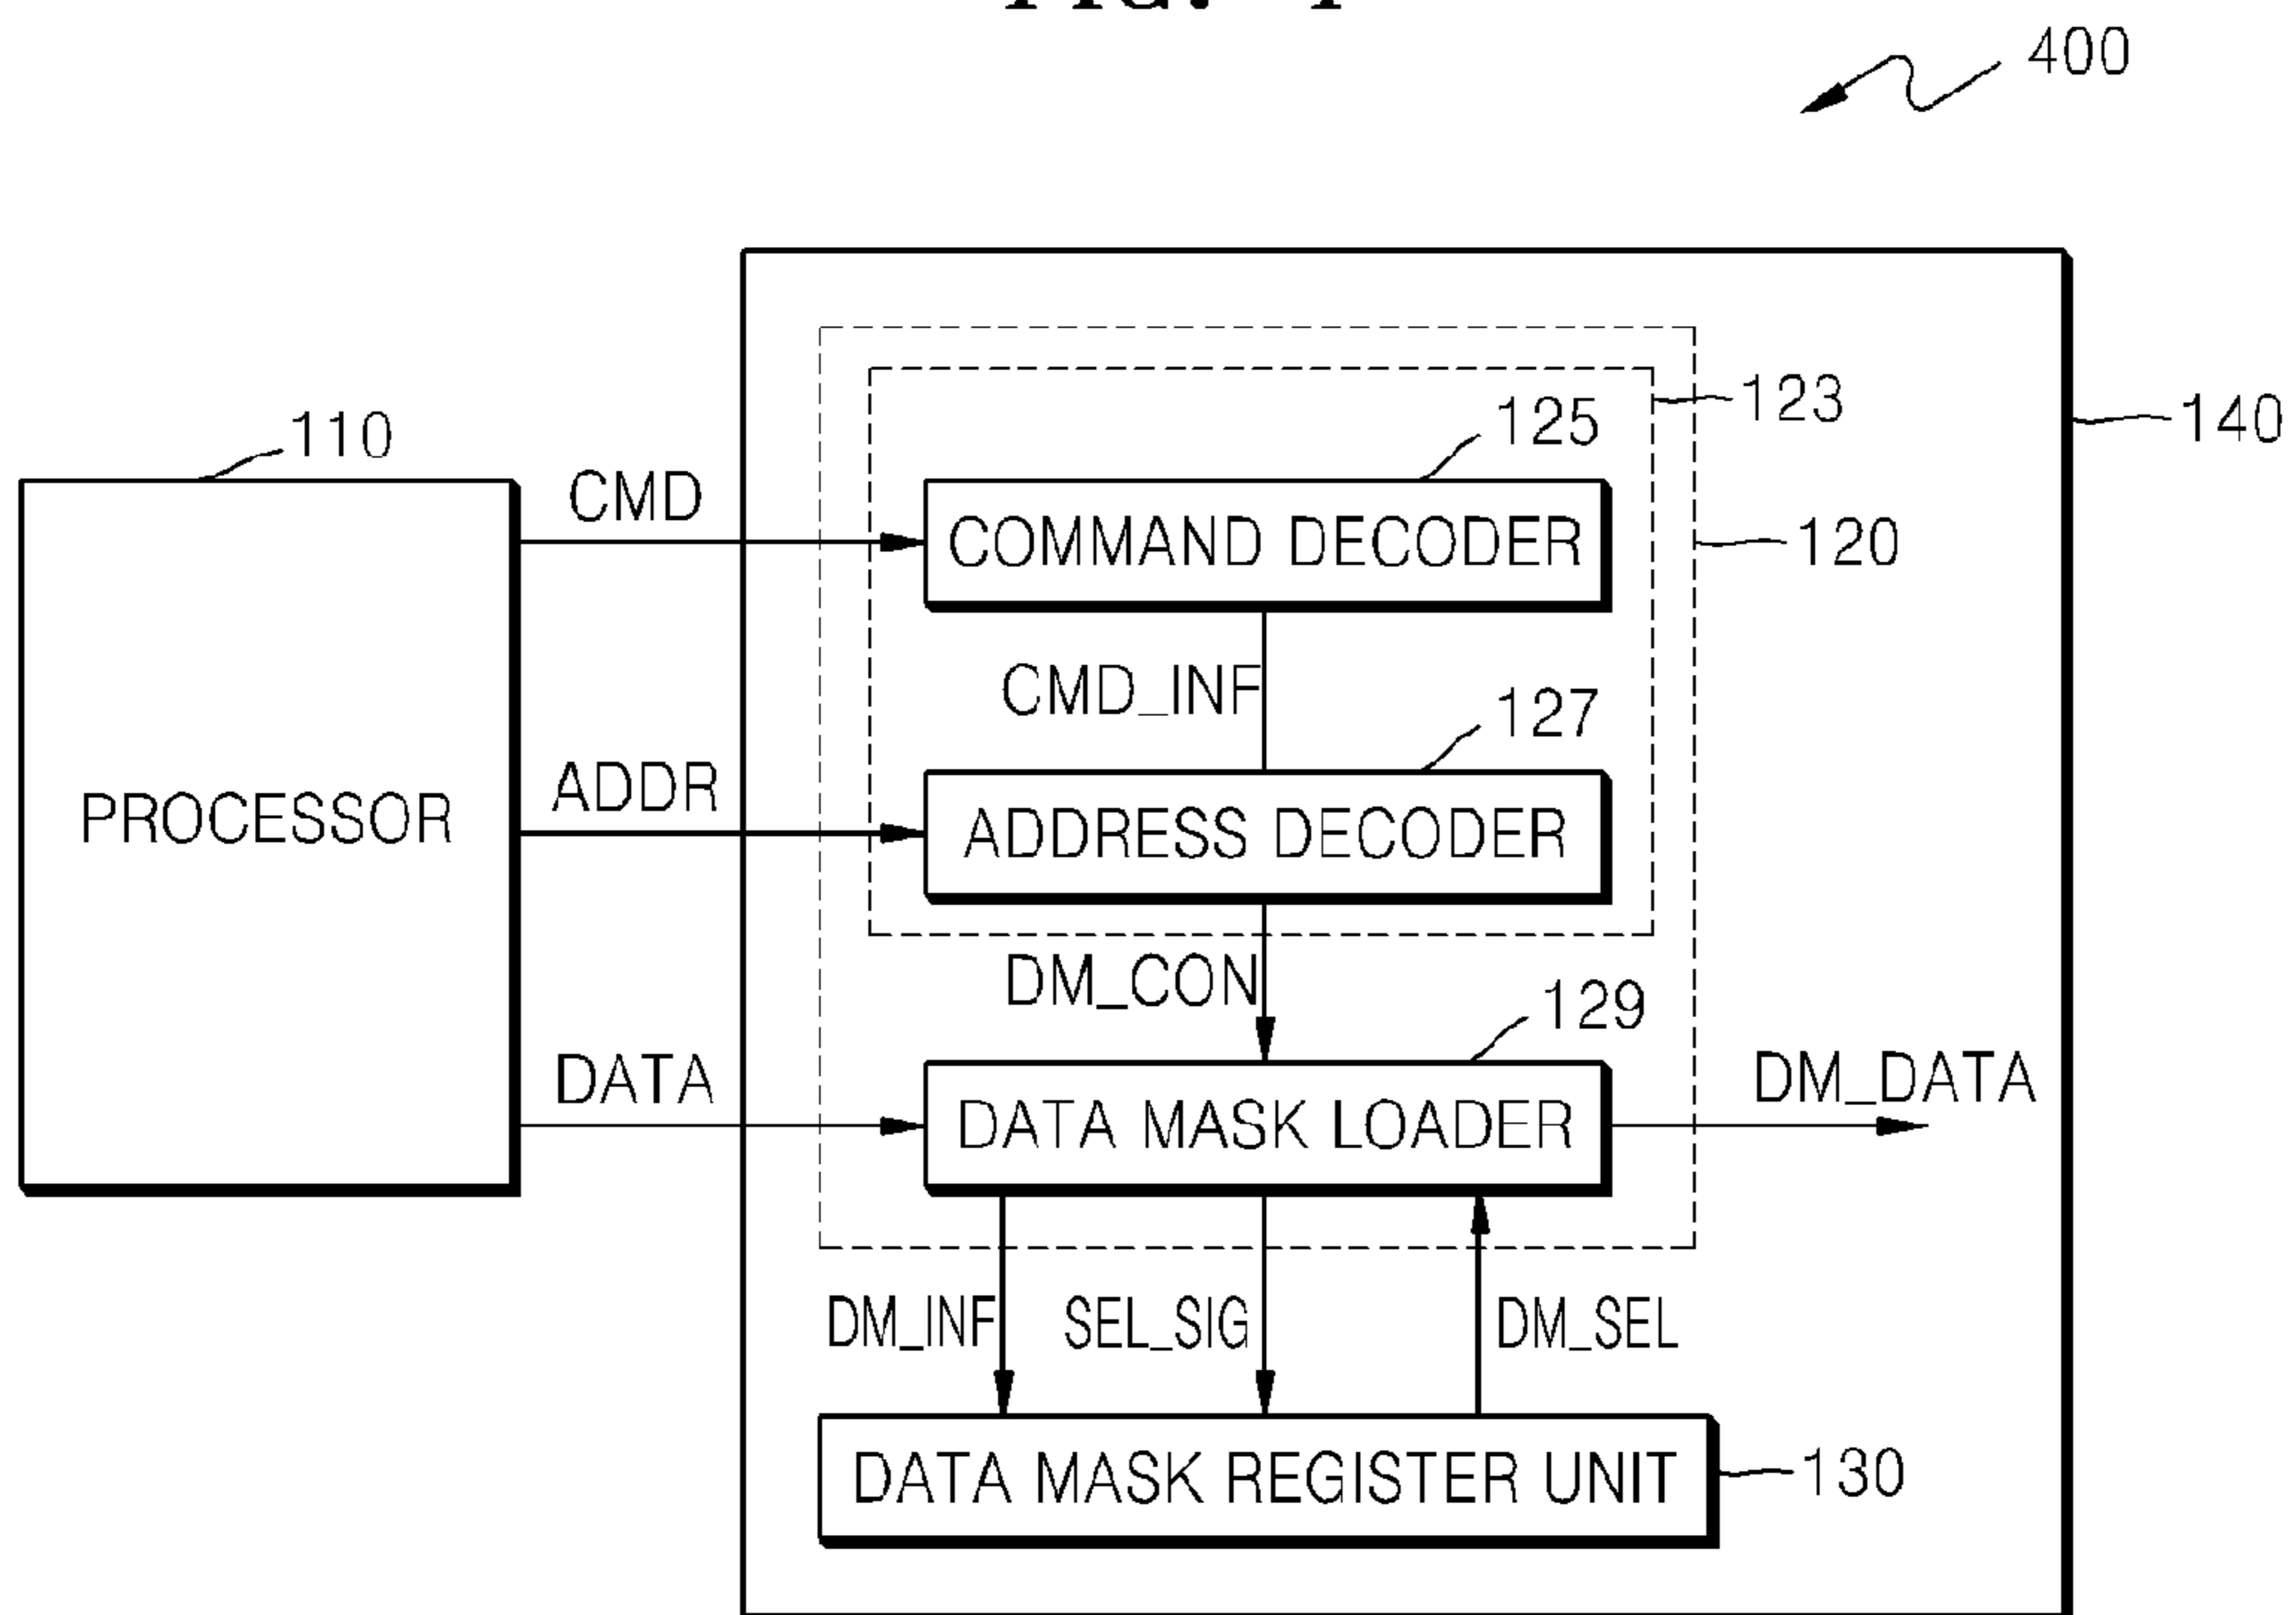 400
123
125
140
110
CMD
COMMAND DECODER
120
CMD_INF
127
ADDR
PROCESSOR
ADDRESS DECODER
DM_CON
129
DATA
DATA MASK LOADER
DM_DATA
DM_INF
SEL_SIG
DM_SEL
DATA MASK REGISTER UNIT
130